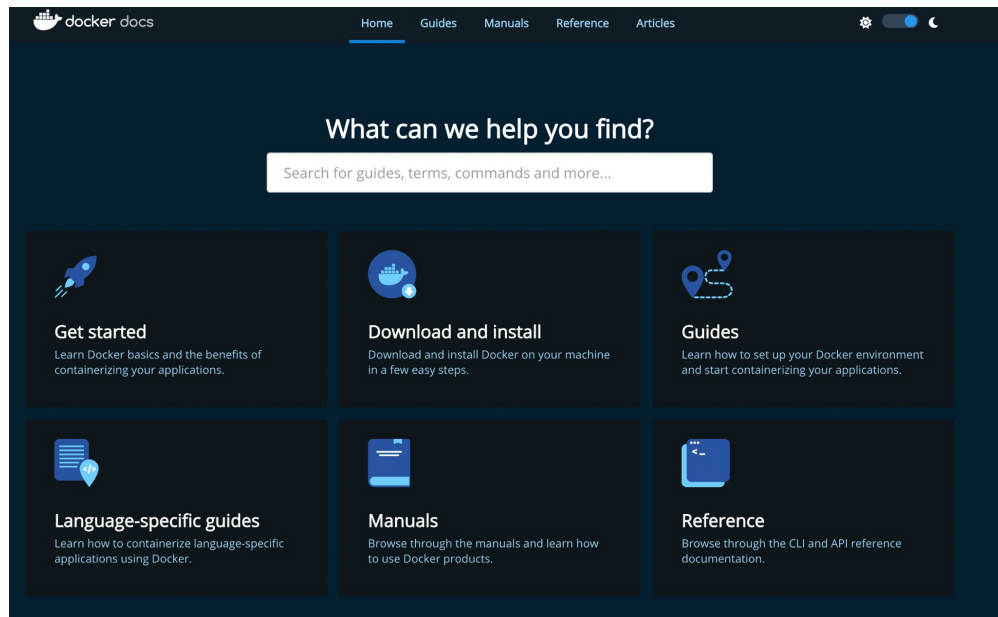 docker docs
Home Guides Manuals Reference Articles
What can we help you find?
Search for guides, terms, commands and more...
Get started
Learn Docker basics and the benefits of
containerizing your applications.
Download and install
Download and install Docker on your machine
in a few easy steps.
Guides
Learn how to set up your Docker environment
and start containerizing your applications.
Language-specific guides
Learn how to containerize language-specific
applications using Docker.
Manuals
Browse through the manuals and learn how
to use Docker products.
Reference
Browse through the CLI and API reference
documentation.